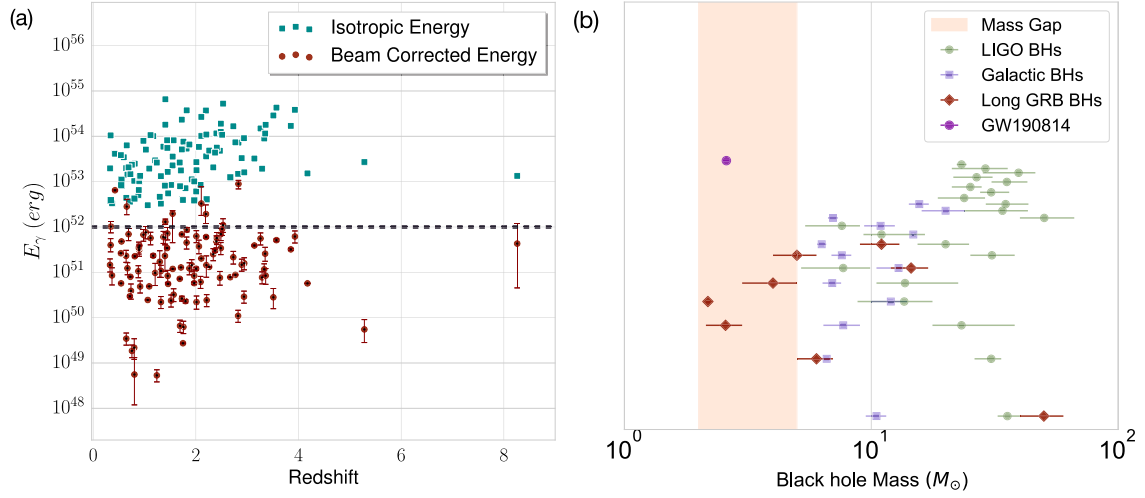 (a)
Isotropic Energy
Beam Corrected Energy
10^56
10^55
10^54
10^53
10^52
10^51
10^50
10^49
10^48
E_γ (erg)
0 2 4 6 8
Redshift
(b)
Mass Gap
LIGO BHs
Galactic BHs
Long GRB BHs
GW190814
10^0 10^1 10^2
Black hole Mass (M_⊙)